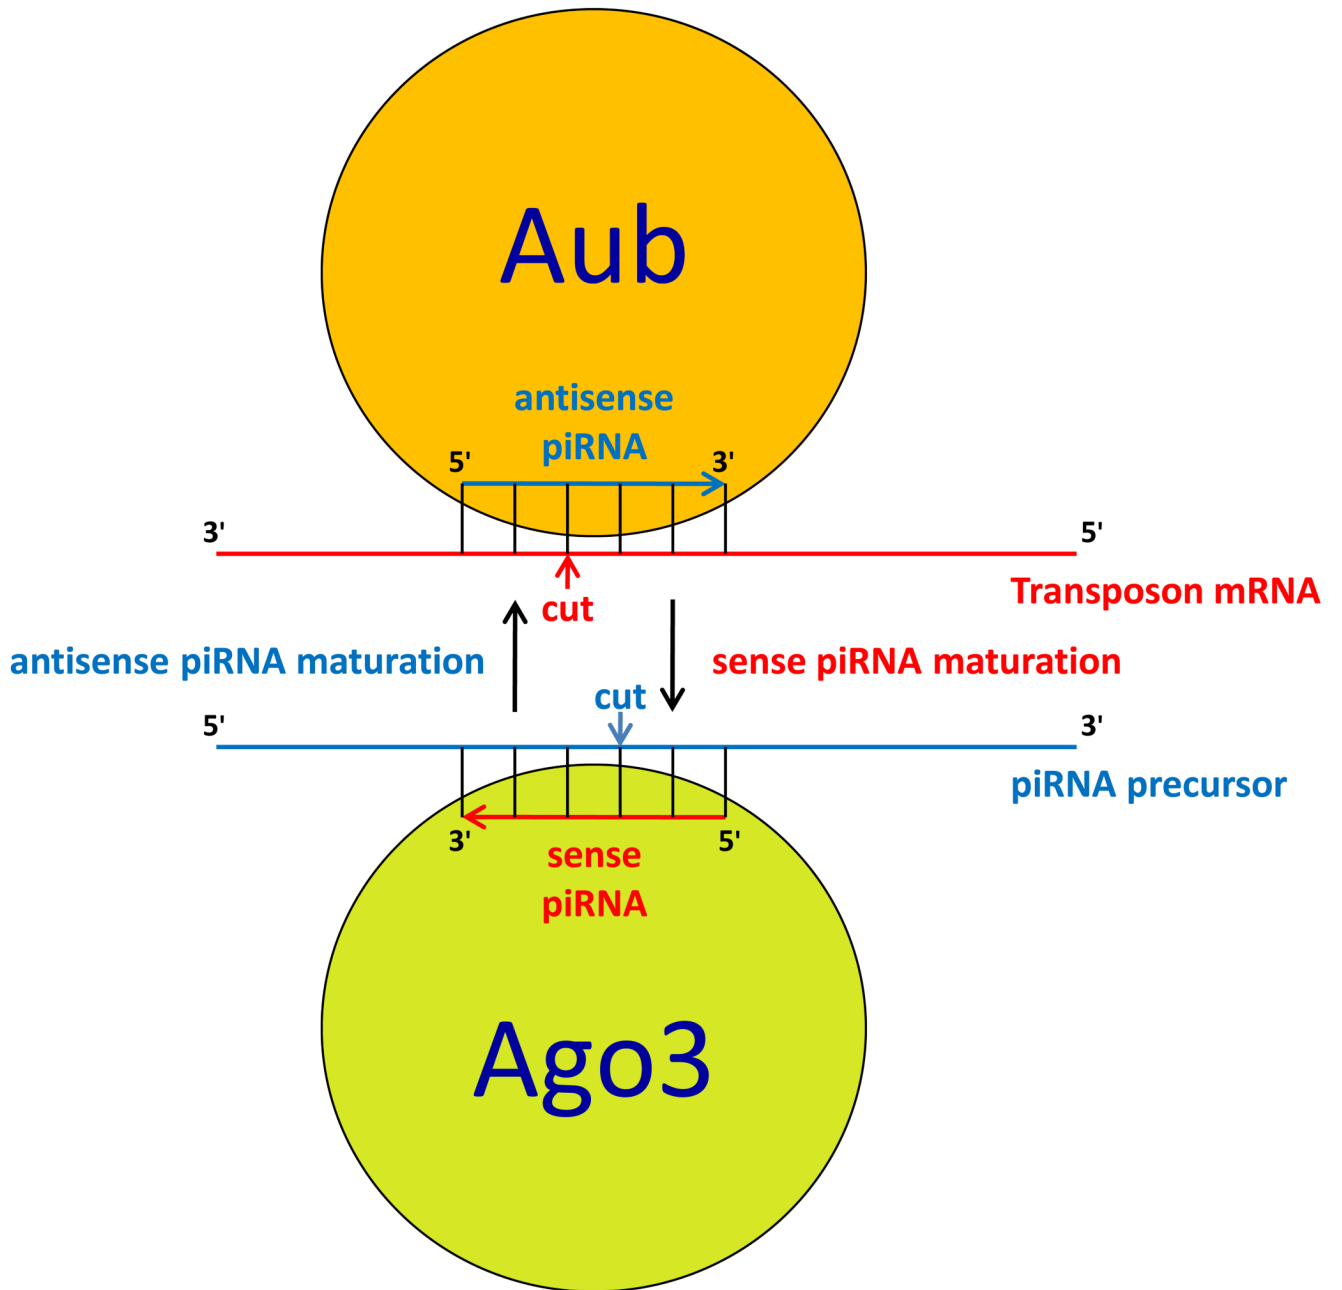 Aub
antisense
piRNA
5' 3'
3' 5'
Transposon mRNA
cut
antisense piRNA maturation
sense piRNA maturation
cut
5' 3'
piRNA precursor
3' 5'
sense
piRNA
Ago3